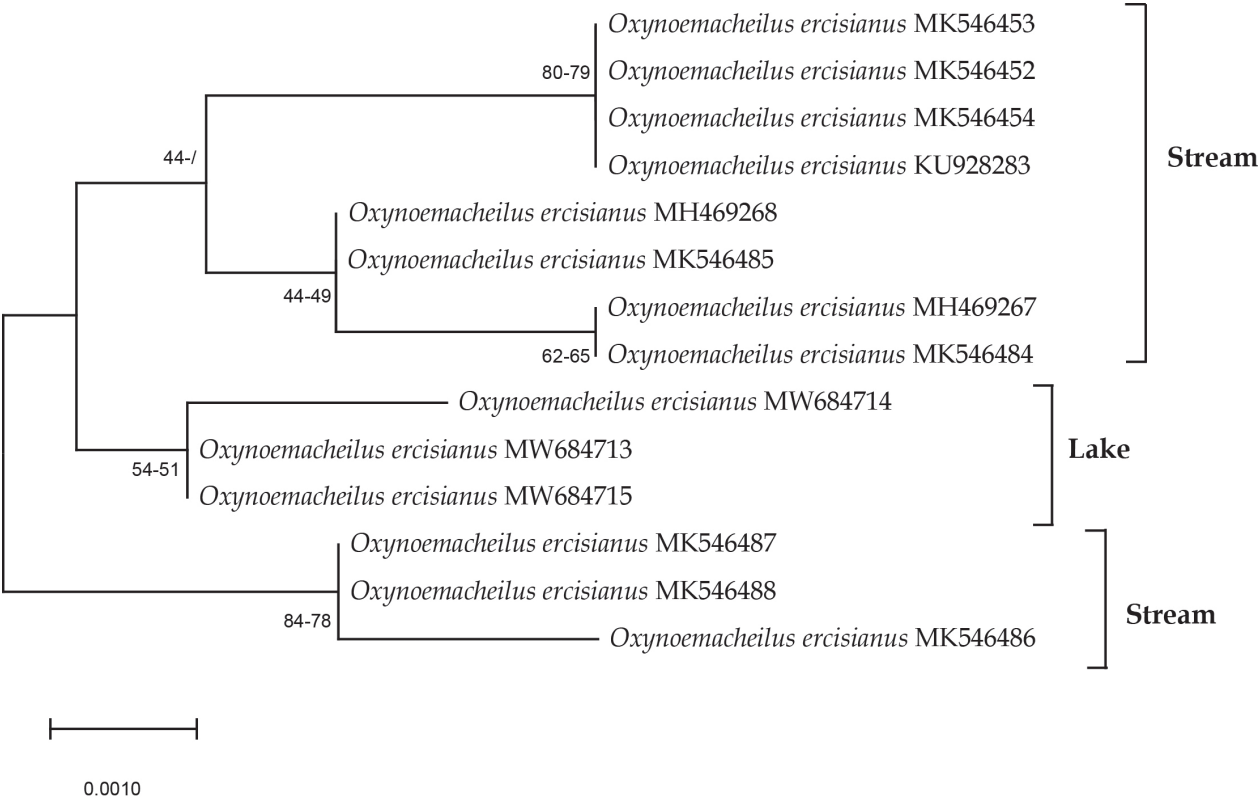 Oxynoemacheilus ercisianus MK546453
80-79
Oxynoemacheilus ercisianus MK546452
Oxynoemacheilus ercisianus MK546454
44-/
Stream
Oxynoemacheilus ercisianus KU928283
Oxynoemacheilus ercisianus MH469268
Oxynoemacheilus ercisianus MK546485
44-49
Oxynoemacheilus ercisianus MH469267
62-65
Oxynoemacheilus ercisianus MK546484
Oxynoemacheilus ercisianus MW684714
Oxynoemacheilus ercisianus MW684713
Lake
54-51
Oxynoemacheilus ercisianus MW684715
Oxynoemacheilus ercisianus MK546487
Oxynoemacheilus ercisianus MK546488
84-78
Stream
Oxynoemacheilus ercisianus MK546486
0.0010